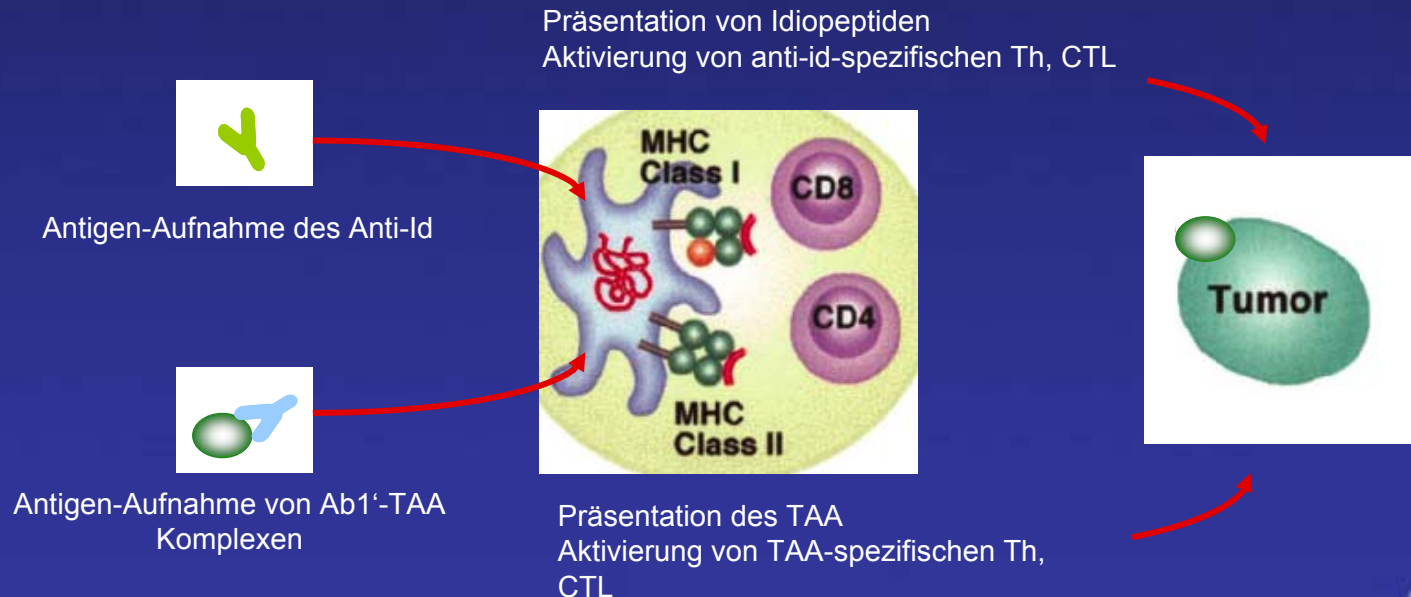 Präsentation von Idiopeptiden
Aktivierung von anti-id-spezifischen Th, CTL
Antigen-Aufnahme des Anti-Id
MHC
Class I
CD8
CD4
MHC
Class II
Tumor
Antigen-Aufnahme von Ab1‘-TAA
Komplexen
Präsentation des TAA
Aktivierung von TAA-spezifischen Th,
CTL